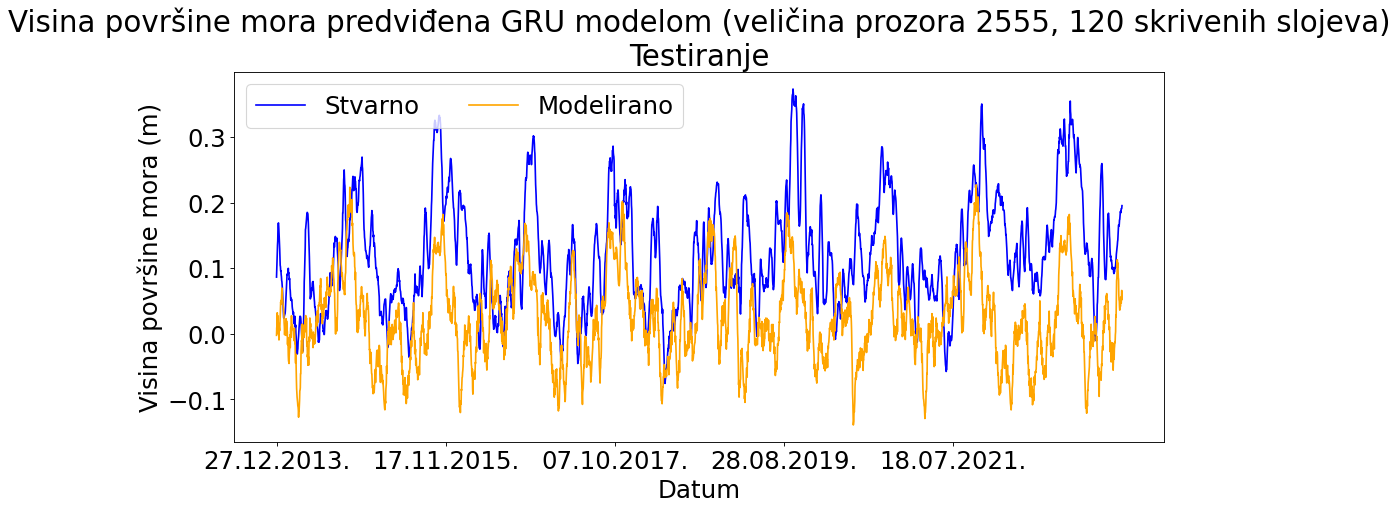 Visina površine mora predviđena GRU modelom (veličina prozora 2555, 120 skrivenih slojeva)
Testiranje
Stvarno Modelirano
Visina površine mora (m)
0.3
0.2
0.1
0.0
−0.1
27.12.2013. 17.11.2015. 07.10.2017. 28.08.2019. 18.07.2021.
Datum